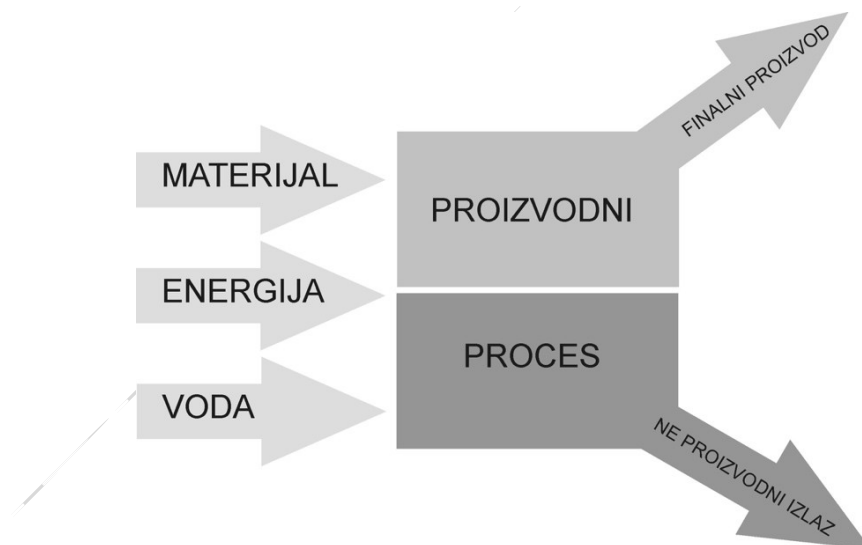 MATERIJAL
ENERGIJA
VODA
PROIZVODNI
PROCES
FINALNI PROIZVOD
NE PROIZVODNI IZLAZ